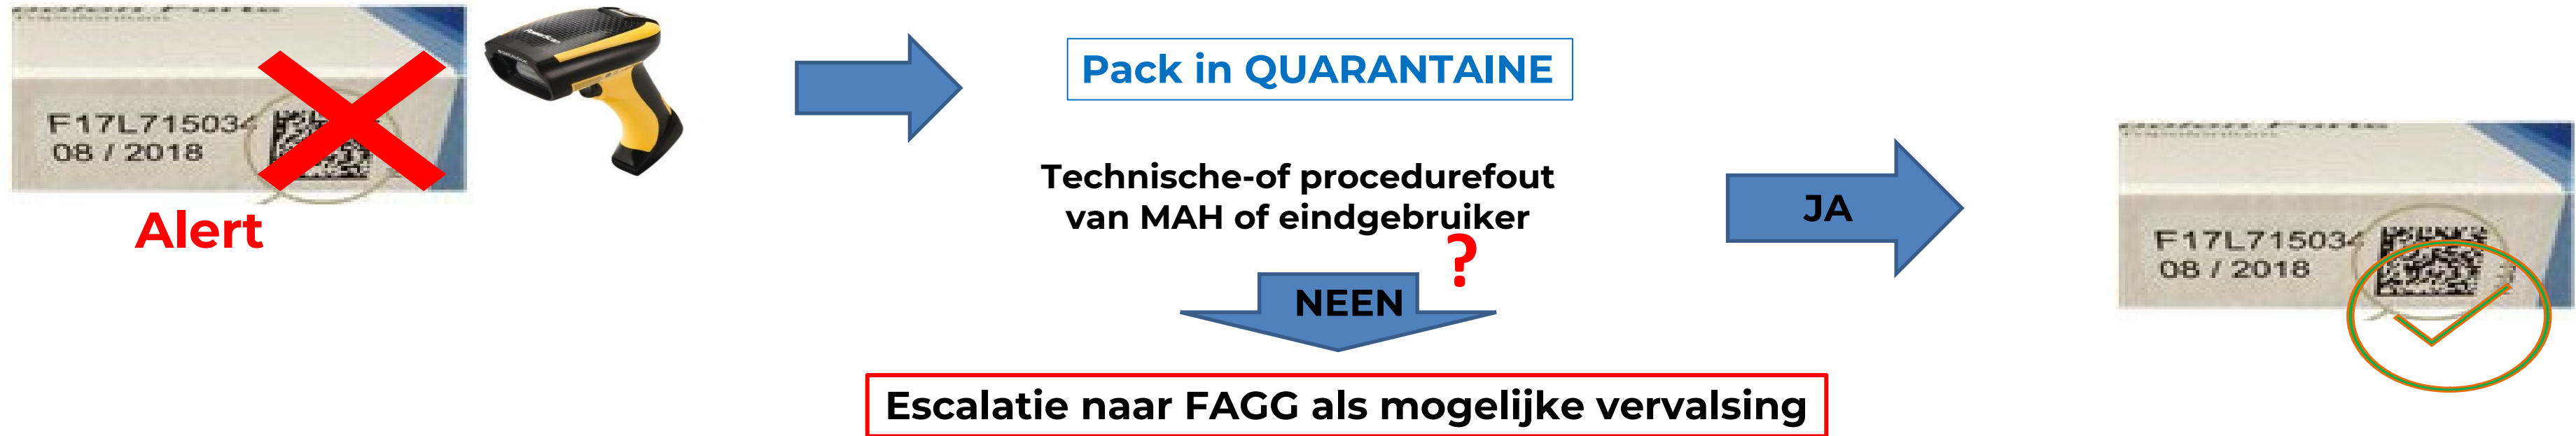 F17L715034
08 / 2018
Alert
Pack in QUARANTAINE
Technische-of procedurefout
van MAH of eindgebruiker
?
NEEN
JA
Escalatie naar FAGG als mogelijke vervalsing
F17L715034
08 / 2018